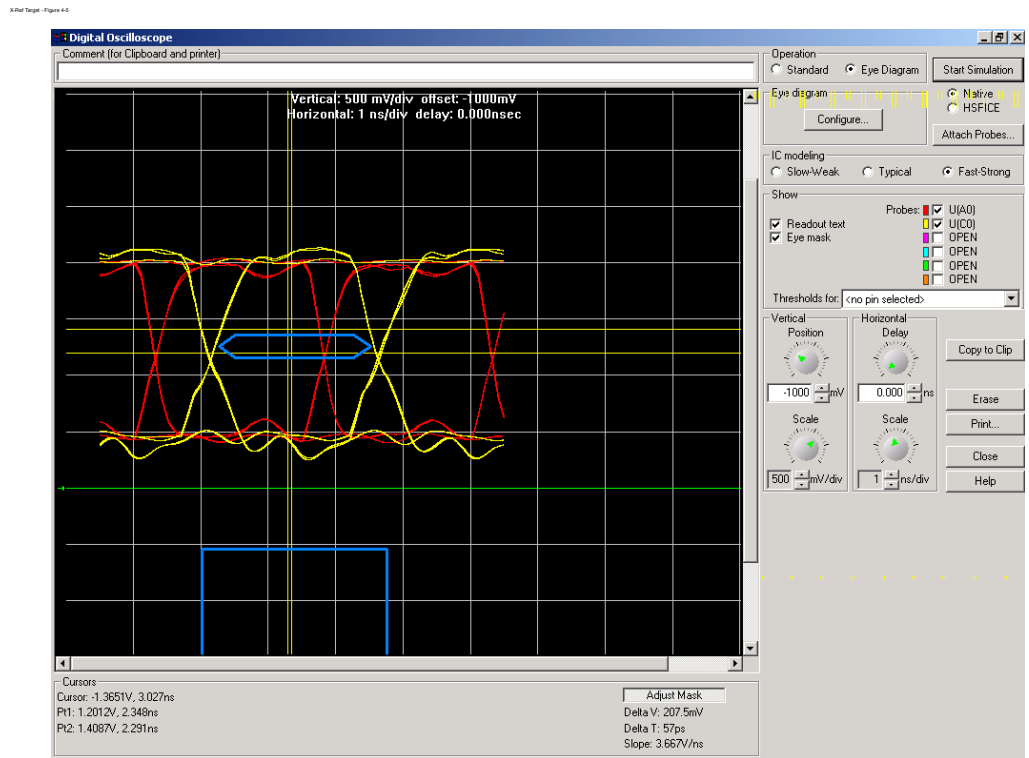 X-Ref Target - Figure 4-5
Digital Oscilloscope
Comment (for Clipboard and printer)
Vertical: 500 mV/div offset: -1000mV
Horizontal: 1 ns/div delay: 0.000nsec
Operation
Standard
Eye Diagram
Start Simulation
Eye diagram
Configure...
Native
HSPICE
Attach Probes...
IC modeling
Slow-Weak
Typical
Fast-Strong
Show
Probes:
U(A0)
Readout text
U(C0)
Eye mask
OPEN
OPEN
OPEN
OPEN
Thresholds for: <no pin selected>
Vertical
Position
-1000 mV
Scale
500 mV/div
Horizontal
Delay
0.000 ns
Scale
1 ns/div
Copy to Clip
Erase
Print...
Close
Help
Cursors
Cursor: -1.3651V, 3.027ns
Pt1: 1.2012V, 2.348ns
Pt2: 1.4087V, 2.291ns
Adjust Mask
Delta V: 207.5mV
Delta T: 57ps
Slope: 3.667V/ns